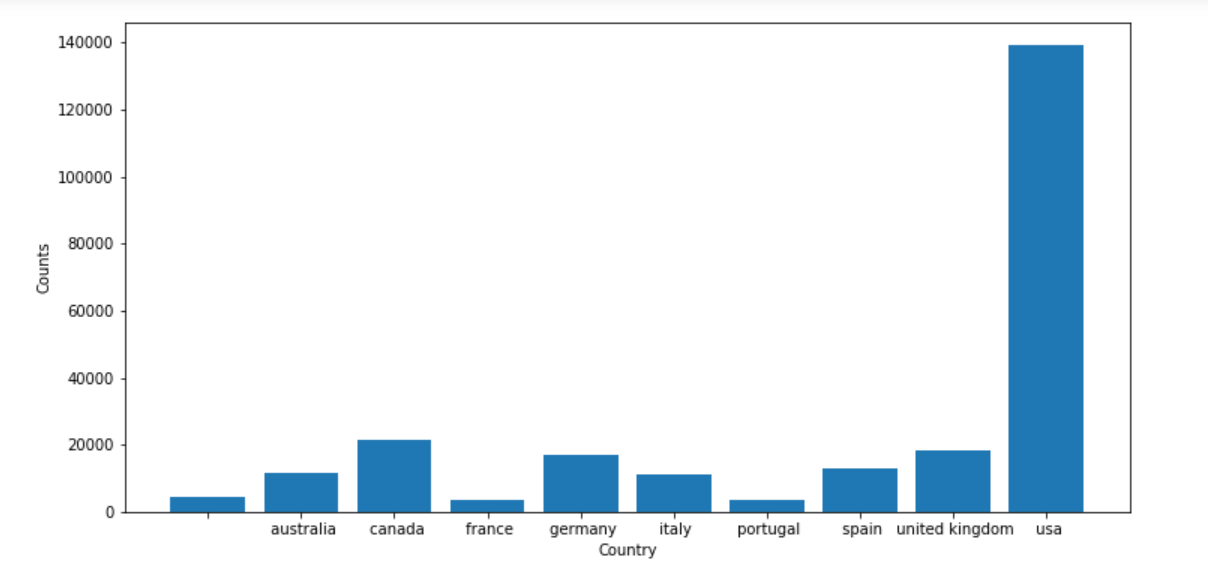 140000
120000
100000
80000
60000
40000
20000
0
Counts
australia canada france germany italy portugal spain united kingdom usa
Country